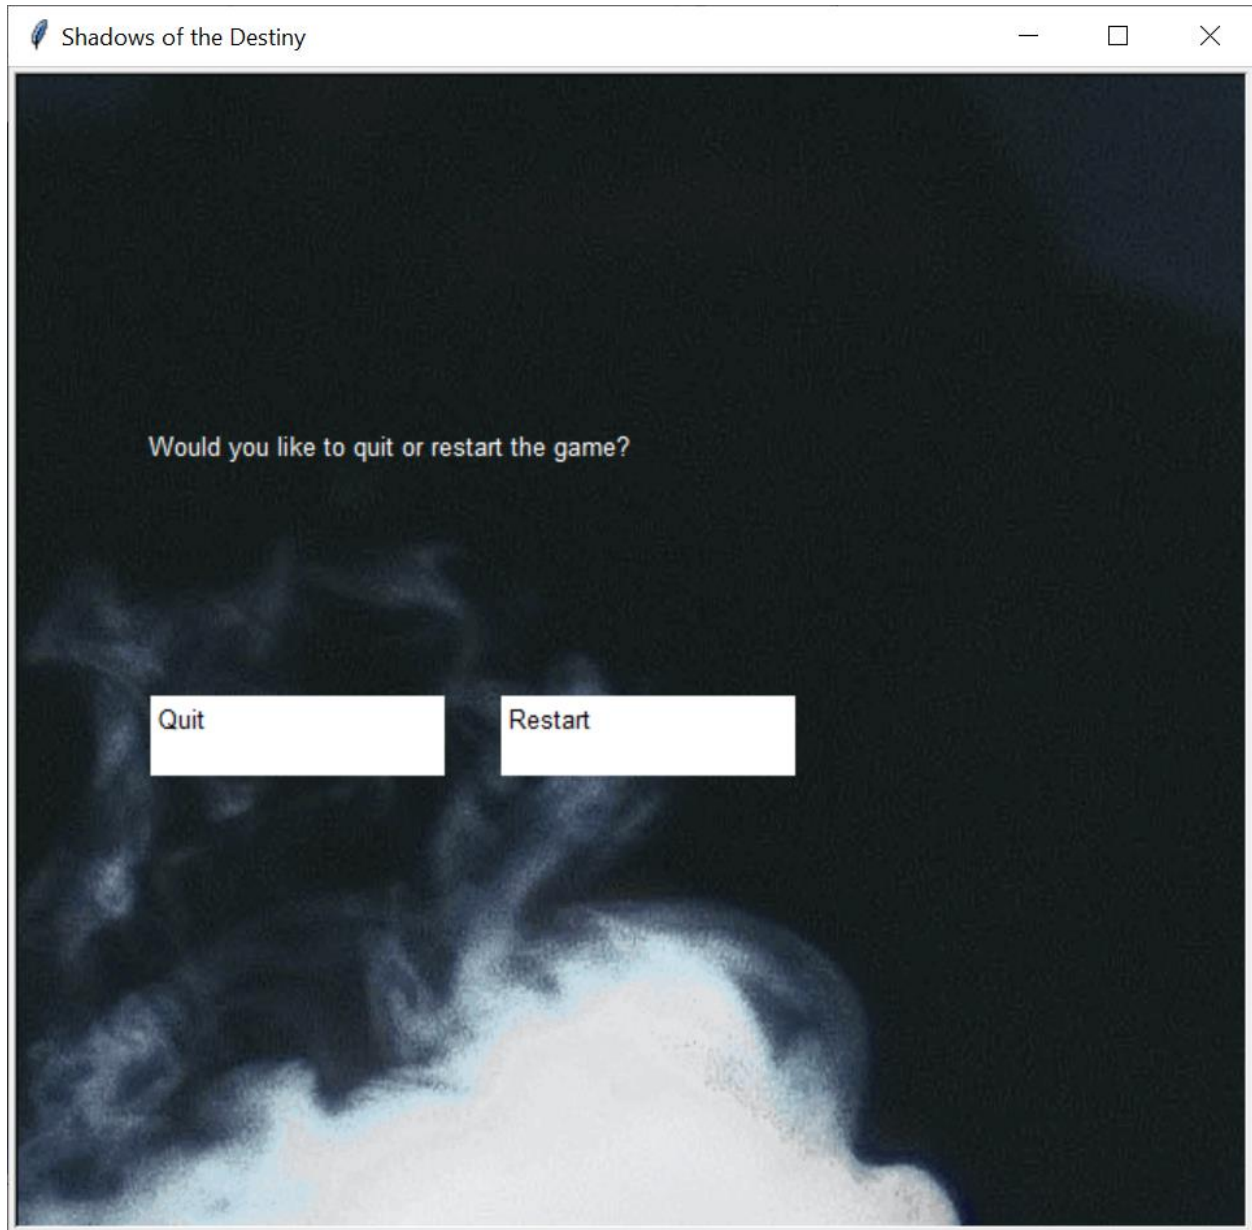 Shadows of the Destiny
Would you like to quit or restart the game?
Quit
Restart